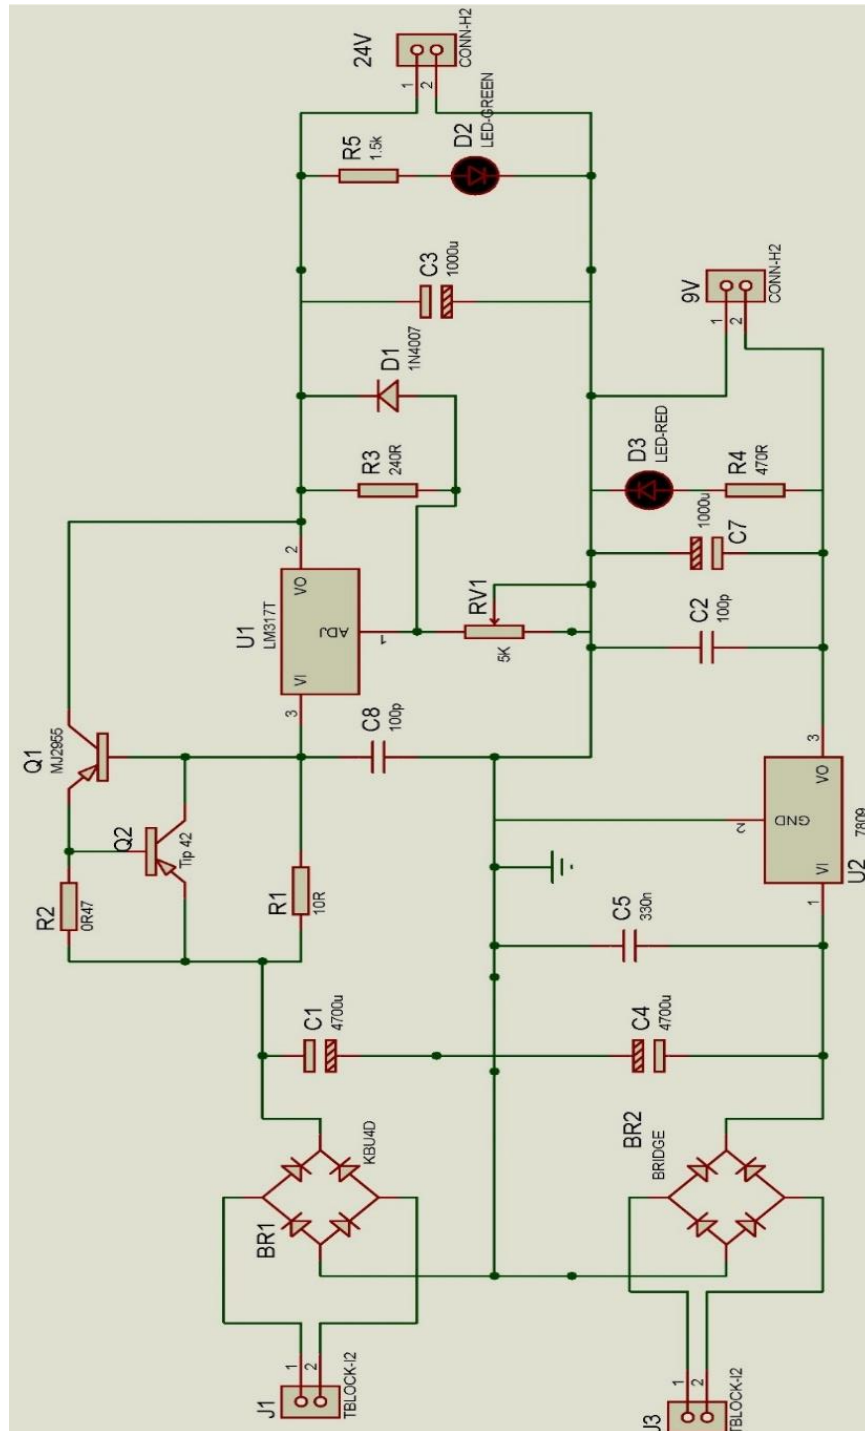 24V
CONN-H2
1
2
R5
1.5k
D2
LED-GREEN
C3
1000u
D1
1N4007
R3
240R
U1
LM317T
VI
VO
ADJ
3
2
1
RV1
5K
C8
100p
Q1
MJ2955
Q2
Tip 42
R2
0R47
R1
10R
C1
4700u
BR1
KBU4D
J1
TBLOCK-I2
1
2
9V
CONN-H2
1
2
D3
LED-RED
R4
470R
C7
1000u
C2
100p
U2
7809
VI
VO
GND
1
3
2
C5
330n
C4
4700u
BR2
BRIDGE
J3
TBLOCK-I2
1
2